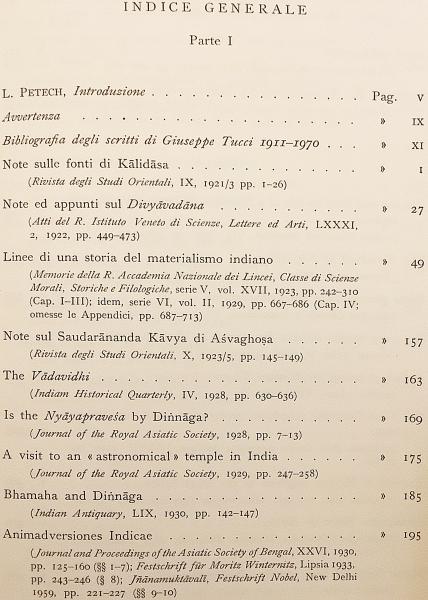 INDICE GENERALE
Parte I
L. PETECH, Introduzione . . . . . . . . . . . . . . . Pag. V
Avvertenza . . . . . . . . . . . . . . . . . . » IX
Bibliografia degli scritti di Giuseppe Tucci 1911-1970 . . . » XI
Note sulle fonti di Kālidāsa . . . . . . . . . . . . . » 1
(Rivista degli Studi Orientali, IX, 1921/3 pp. 1-26)
Note ed appunti sul Divyāvadāna . . . . . . . . . . . » 27
(Atti del R. Istituto Veneto di Scienze, Lettere ed Arti, LXXXI,
2, 1922, pp. 449-473)
Linee di una storia del materialismo indiano . . . . . . » 49
(Memorie della R. Accademia Nazionale dei Lincei, Classe di Scienze
Morali, Storiche e Filologiche, serie V, vol. XVII, 1923, pp. 242-310
(Cap. I-III); idem, serie VI, vol. II, 1929, pp. 667-686 (Cap. IV;
omesse le Appendici, pp. 687-713)
Note sul Saudarānanda Kāvya di Aśvaghoṣa . . . . . » 157
(Rivista degli Studi Orientali, X, 1923/5, pp. 145-149)
The Vādavidhi . . . . . . . . . . . . . . . . . » 163
(Indiam Historical Quarterly, IV, 1928, pp. 630-636)
Is the Nyāyapraveśa by Diṅnāga? . . . . . . . . . . . » 169
(Journal of the Royal Asiatic Society, 1928, pp. 7-13)
A visit to an « astronomical » temple in India . . . . . . » 175
(Journal of the Royal Asiatic Society, 1929, pp. 247-258)
Bhamaha and Diṅnāga . . . . . . . . . . . . . . » 185
(Indian Antiquary, LIX, 1930, pp. 142-147)
Animadversiones Indicae . . . . . . . . . . . . . . » 195
(Journal and Proceedings of the Asiatic Society of Bengal, XXVI, 1930,
pp. 125-160 (§§ 1-7); Festschrift für Moritz Winternitz, Lipsia 1933,
pp. 243-246 (§ 8); Jñānamuktāvalī, Festschrift Nobel, New Delhi
1959, pp. 221-227 (§§ 9-10)